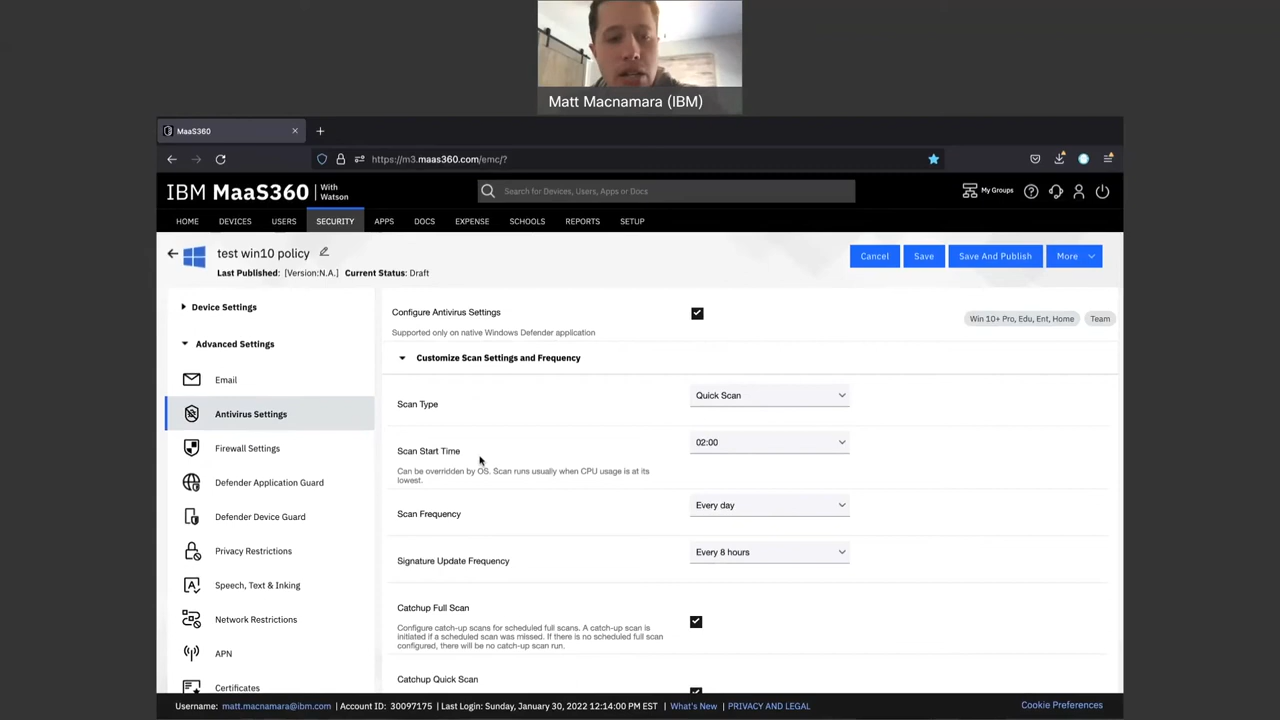 Matt Macnamara (IBM)
MaaS360
https://m3.maas360.com/emc/?
IBM MaaS360 | With Watson
Search for Devices, Users, Apps or Docs
My Groups
HOME DEVICES USERS SECURITY APPS DOCS EXPENSE SCHOOLS REPORTS SETUP
test win10 policy
Last Published: [Version:N.A.] Current Status: Draft
Cancel Save Save And Publish More
Device Settings
Advanced Settings
Email
Antivirus Settings
Firewall Settings
Defender Application Guard
Defender Device Guard
Privacy Restrictions
Speech, Text & Inking
Network Restrictions
APN
Certificates
Configure Antivirus Settings
Supported only on native Windows Defender application
Win 10+ Pro, Edu, Ent, Home Team
Customize Scan Settings and Frequency
Scan Type Quick Scan
Scan Start Time 02:00
Can be overridden by OS. Scan runs usually when CPU usage is at its
lowest.
Scan Frequency Every day
Signature Update Frequency Every 8 hours
Catchup Full Scan
Configure catch-up scans for scheduled full scans. A catch-up scan is
initiated if a scheduled scan was missed. If there is no scheduled full scan
configured, there will be no catch-up scan run.
Catchup Quick Scan
Username: matt.macnamara@ibm.com | Account ID: 30097175 | Last Login: Sunday, January 30, 2022 12:14:00 PM EST | What's New | PRIVACY AND LEGAL
Cookie Preferences